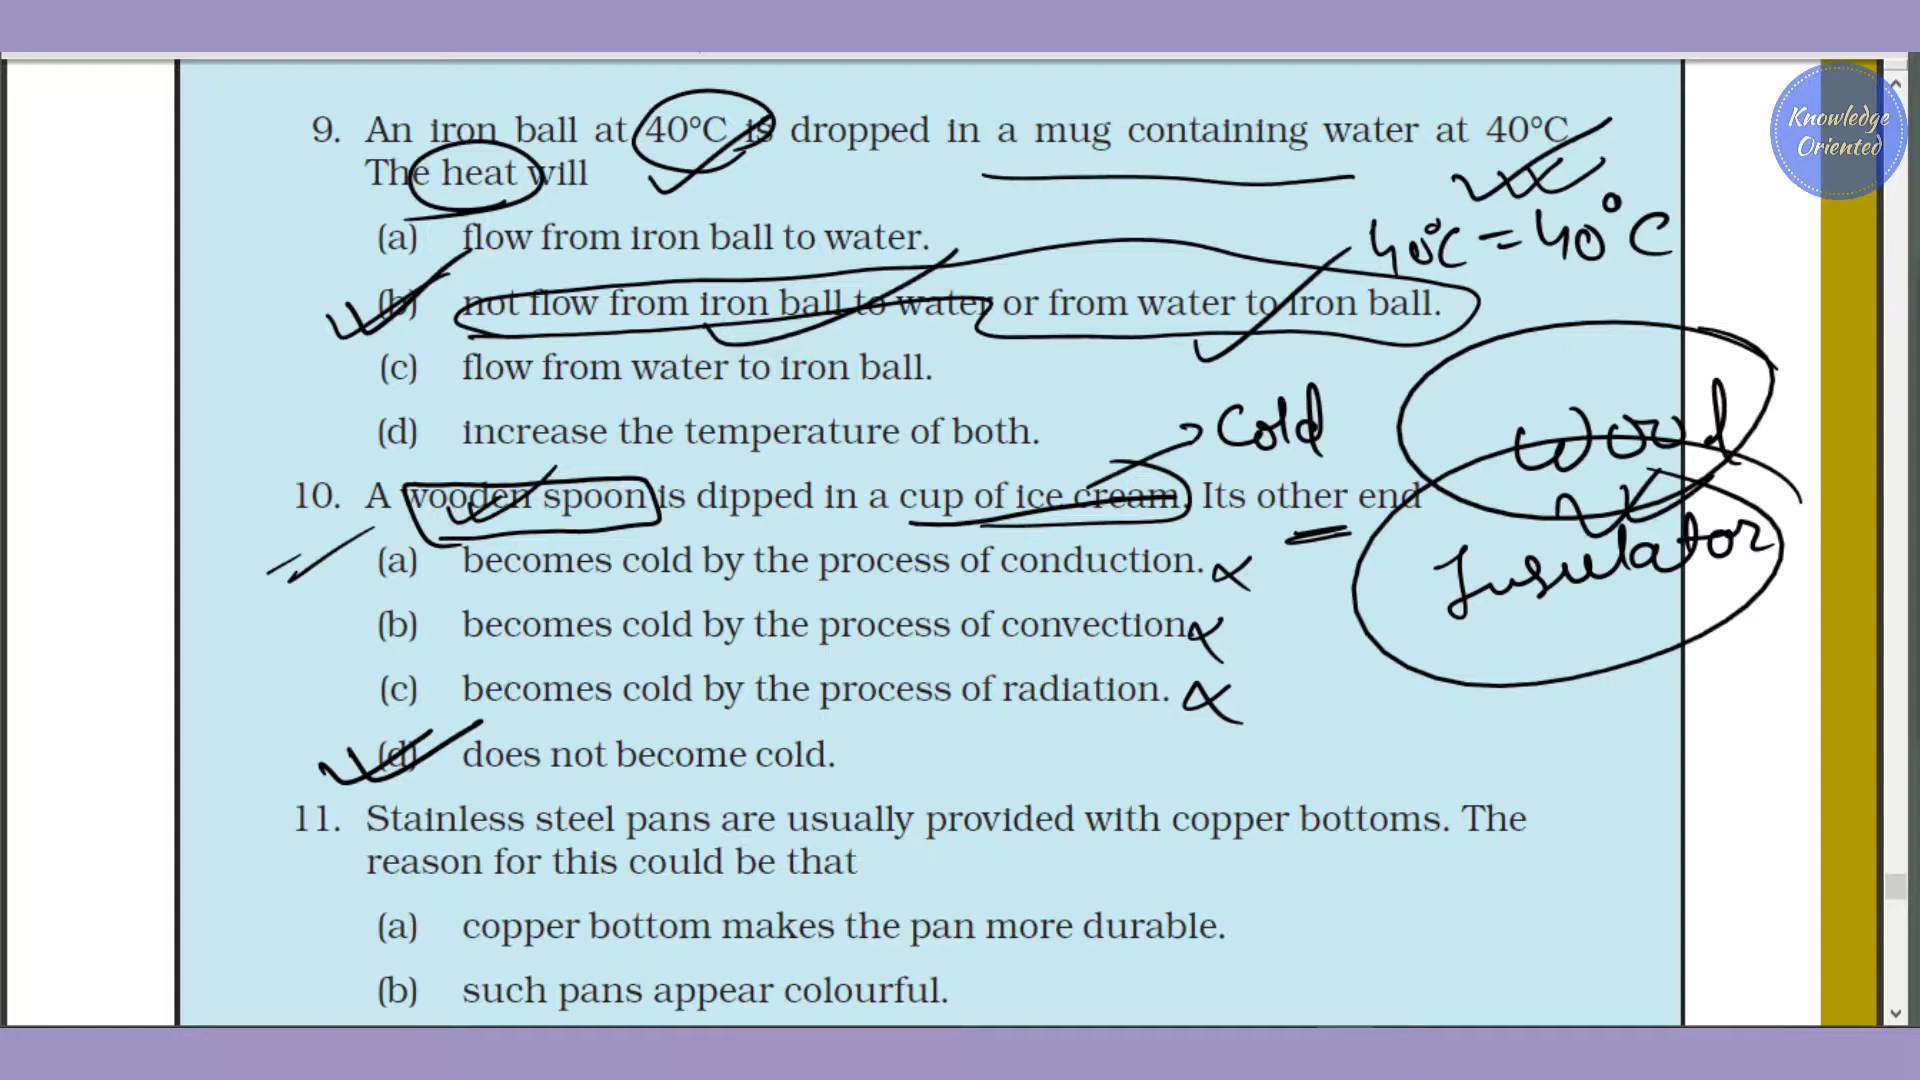 Knowledge
Oriented
9. An iron ball at 40°C is dropped in a mug containing water at 40°C.
The heat will
(a) flow from iron ball to water.
40°C = 40°C
(b) not flow from iron ball to water or from water to iron ball.
(c) flow from water to iron ball.
(d) increase the temperature of both.
Cold
Wood
10. A wooden spoon is dipped in a cup of ice cream. Its other end
Insulator
(a) becomes cold by the process of conduction.
(b) becomes cold by the process of convection.
(c) becomes cold by the process of radiation.
(d) does not become cold.
11. Stainless steel pans are usually provided with copper bottoms. The
reason for this could be that
(a) copper bottom makes the pan more durable.
(b) such pans appear colourful.